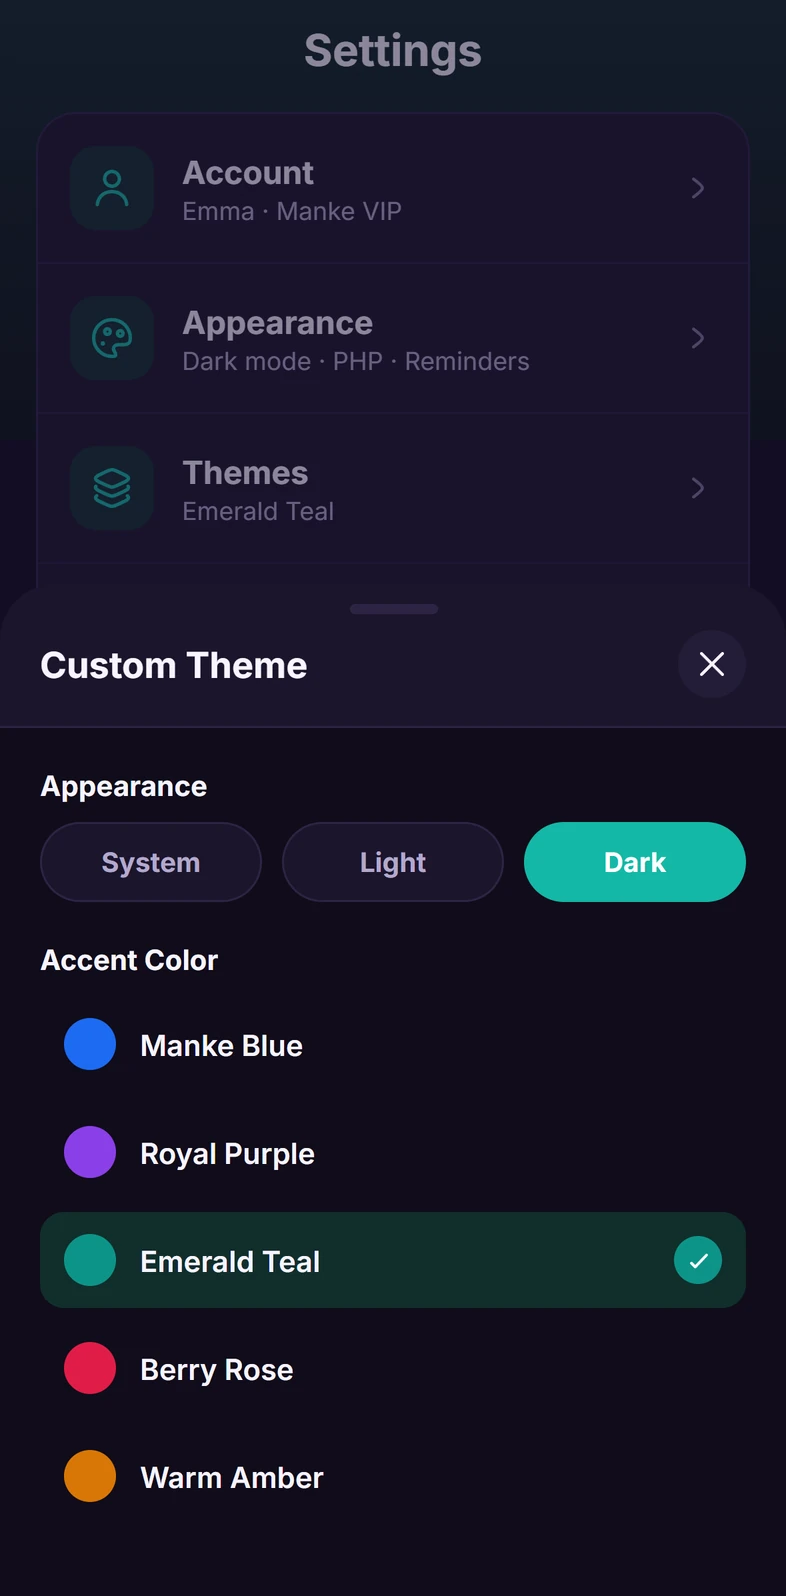 Settings
Account
Emma · Manke VIP
Appearance
Dark mode · PHP · Reminders
Themes
Emerald Teal
Custom Theme
Appearance
System
Light
Dark
Accent Color
Manke Blue
Royal Purple
Emerald Teal
Berry Rose
Warm Amber